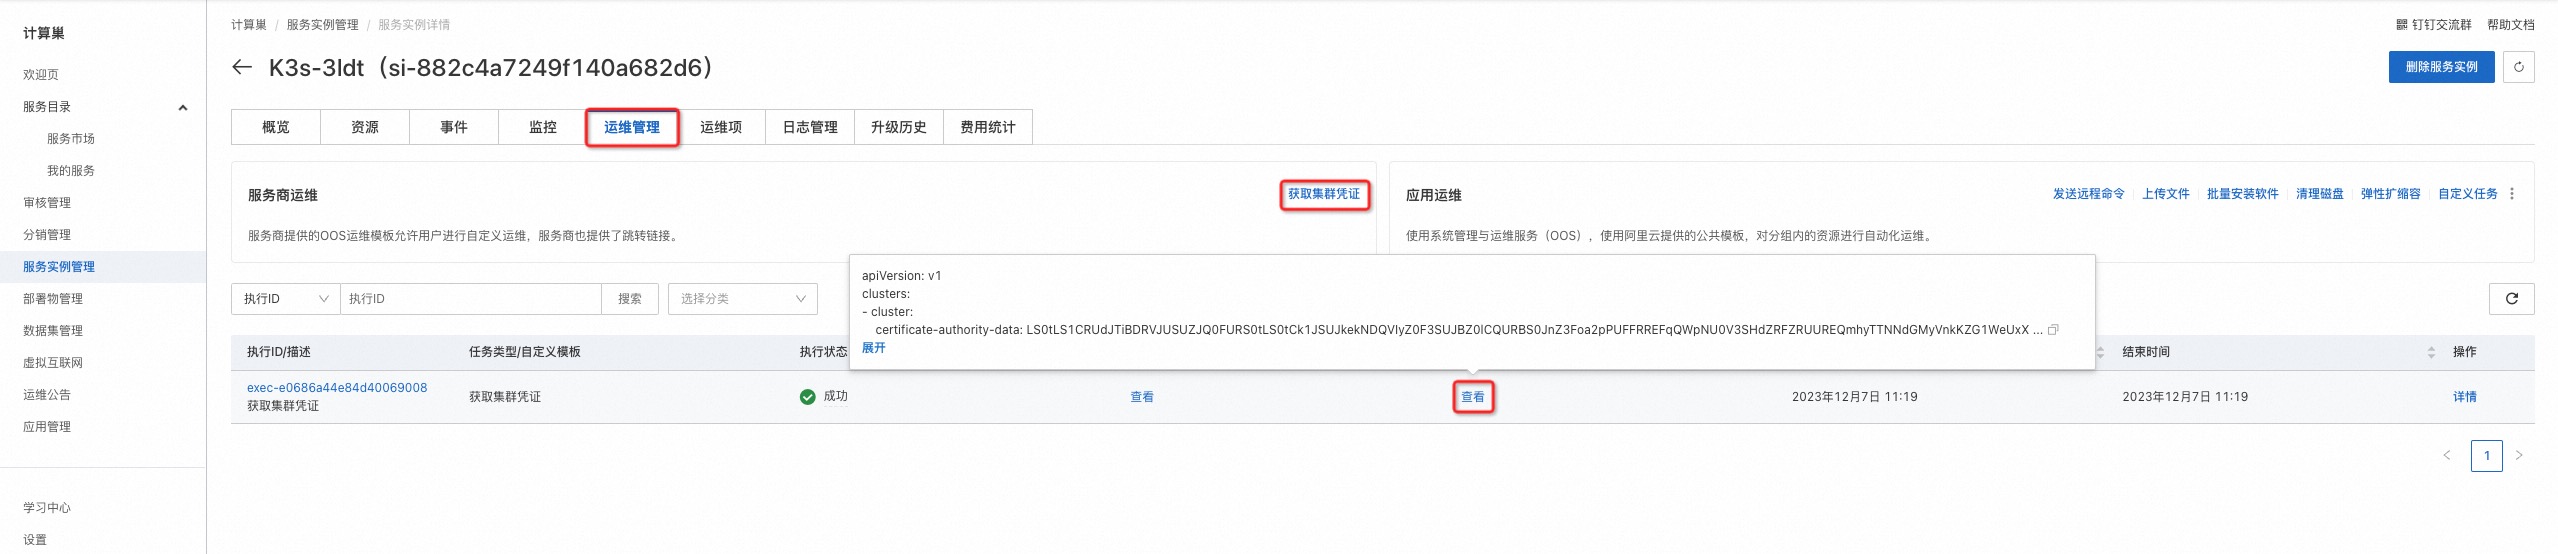 计算巢
欢迎页
服务目录
服务市场
我的服务
审核管理
分销管理
服务实例管理
部署物管理
数据集管理
虚拟互联网
运维公告
应用管理
学习中心
设置
计算巢 / 服务实例管理 / 服务实例详情
钉钉交流群 帮助文档
K3s-3ldt（si-882c4a7249f140a682d6）
删除服务实例
概览 资源 事件 监控 运维管理 运维项 日志管理 升级历史 费用统计
服务商运维 获取集群凭证
服务商提供的OOS运维模板允许用户进行自定义运维，服务商也提供了跳转链接。
应用运维 发送远程命令 上传文件 批量安装软件 清理磁盘 弹性扩缩容 自定义任务
使用系统管理与运维服务（OOS），使用阿里云提供的公共模板，对分组内的资源进行自动化运维。
执行ID 执行ID 搜索 选择分类
apiVersion: v1
clusters:
- cluster:
certificate-authority-data: LS0tLS1CRUdJTiBDRVJUSUZJQ0FURS0tLS0tCk1JSUJkekNDQVIyZ0F3SUJBZ0lCQURBS0JnZ3Foa2pPUFFRREFqQWpNU0V3SHdZRFZRUUREQmhyTTNNdGMyVnkKZG1WeUxX ...
展开
执行ID/描述 任务类型/自定义模板 执行状态 结束时间 操作
exec-e0686a44e84d40069008
获取集群凭证 获取集群凭证 成功 查看 查看 2023年12月7日 11:19 2023年12月7日 11:19 详情
1